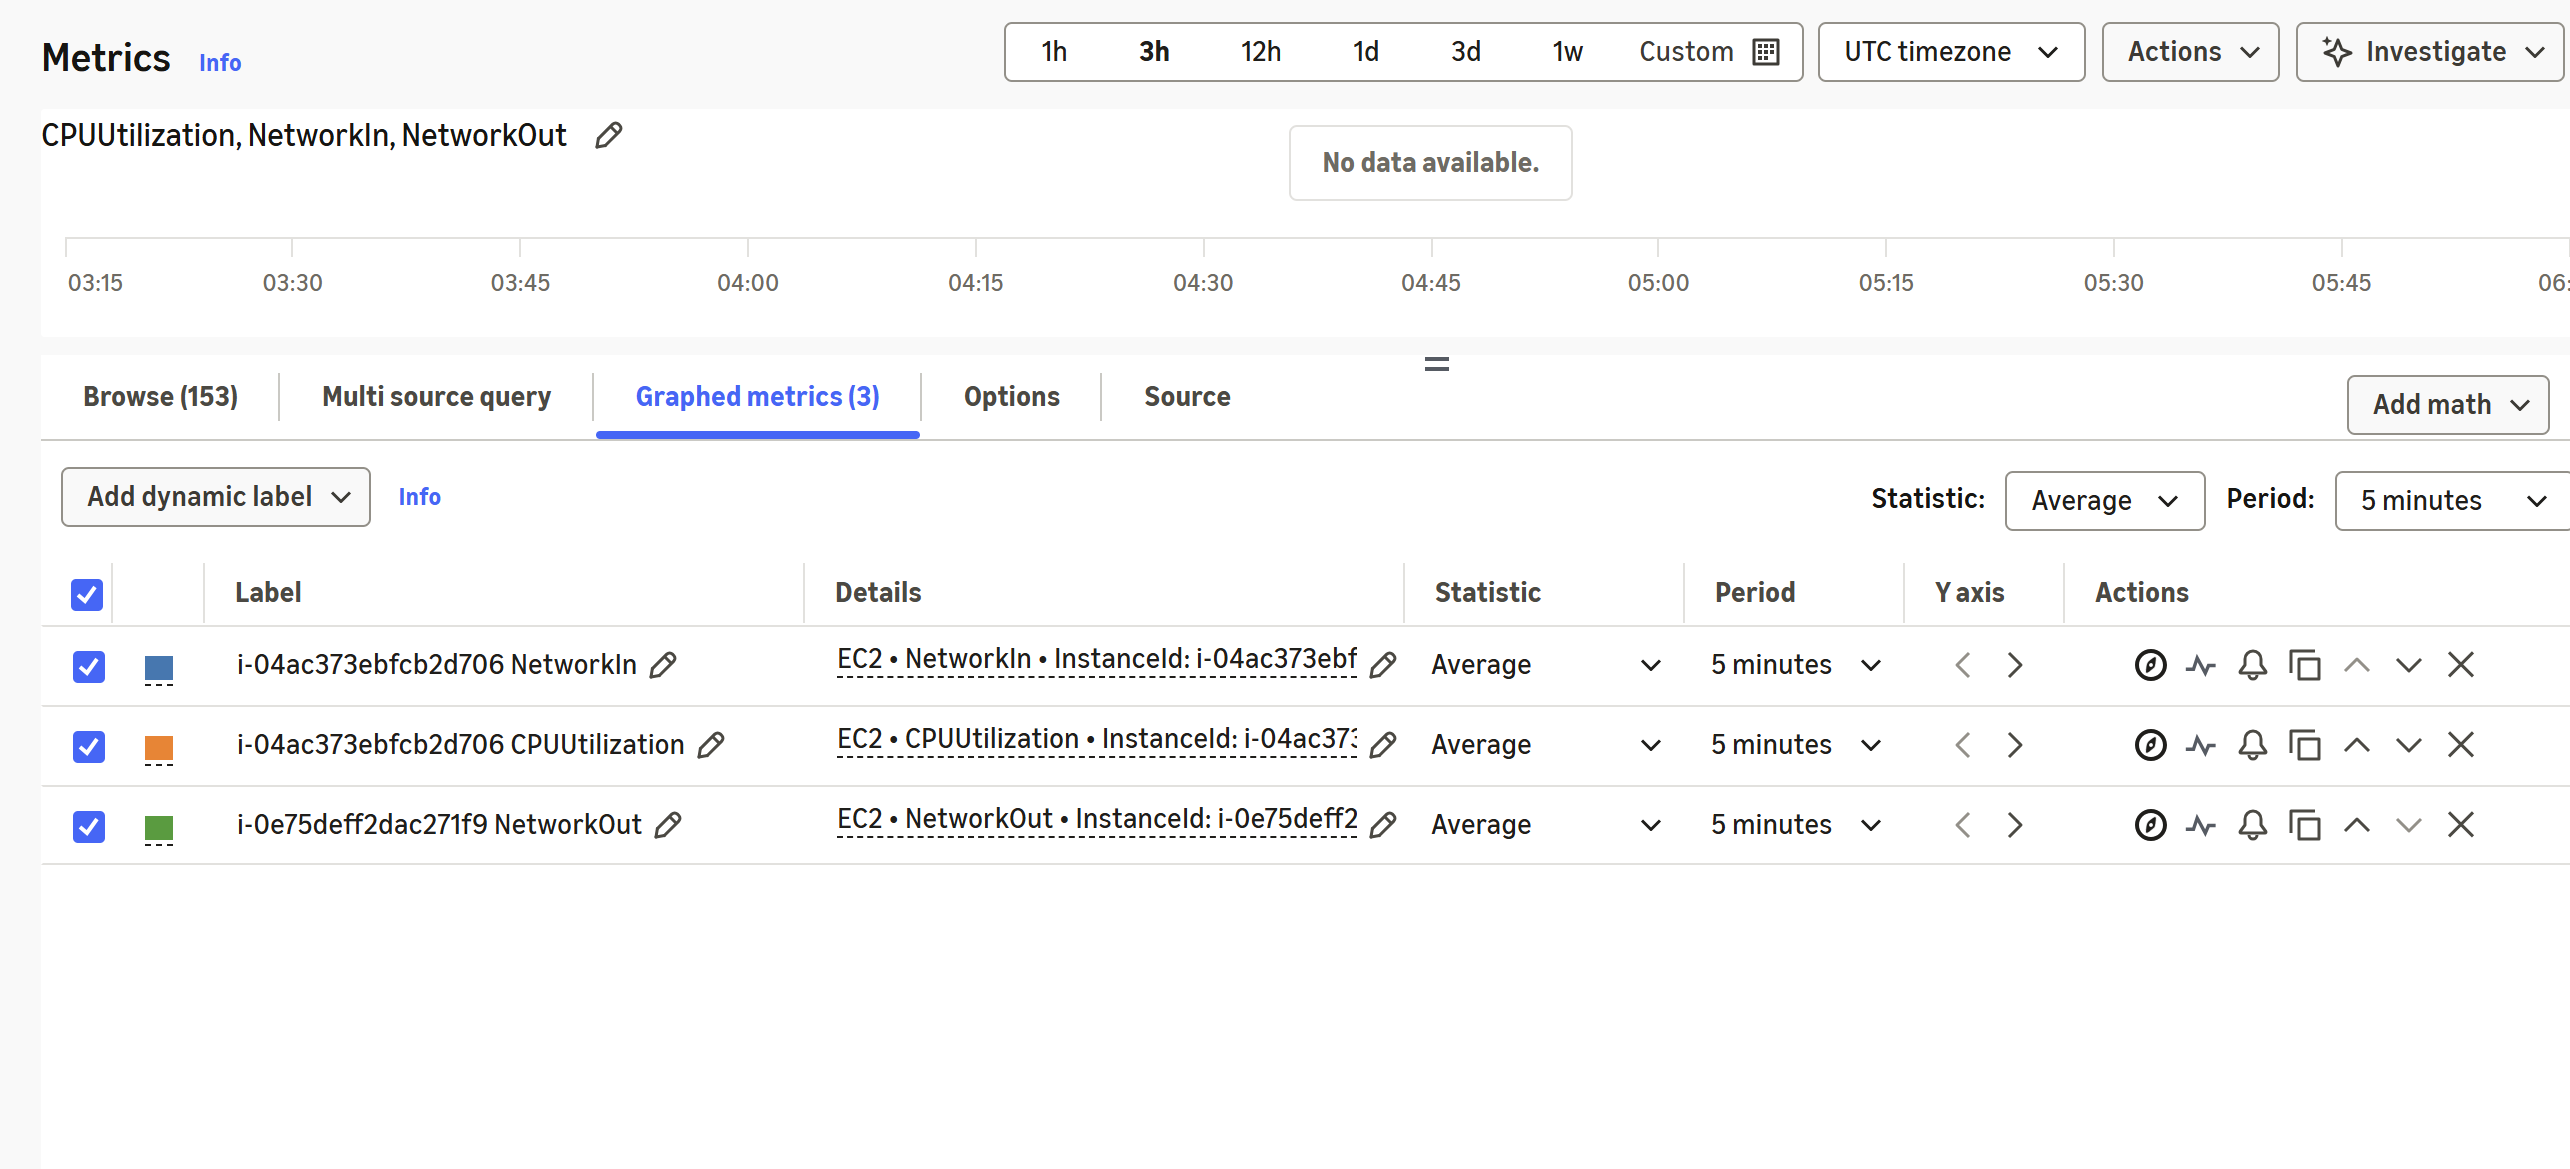 Metrics Info 1h 3h 12h 1d 3d 1w Custom UTC timezone Actions Investigate
CPUUtilization, NetworkIn, NetworkOut
No data available.
03:15 03:30 03:45 04:00 04:15 04:30 04:45 05:00 05:15 05:30 05:45 06:
Browse (153) Multi source query Graphed metrics (3) Options Source Add math
Add dynamic label Info Statistic: Average Period: 5 minutes
Label Details Statistic Period Y axis Actions
i-04ac373ebfcb2d706 NetworkIn EC2 • NetworkIn • InstanceId: i-04ac373ebf Average 5 minutes
i-04ac373ebfcb2d706 CPUUtilization EC2 • CPUUtilization • InstanceId: i-04ac373 Average 5 minutes
i-0e75deff2dac271f9 NetworkOut EC2 • NetworkOut • InstanceId: i-0e75deff2 Average 5 minutes